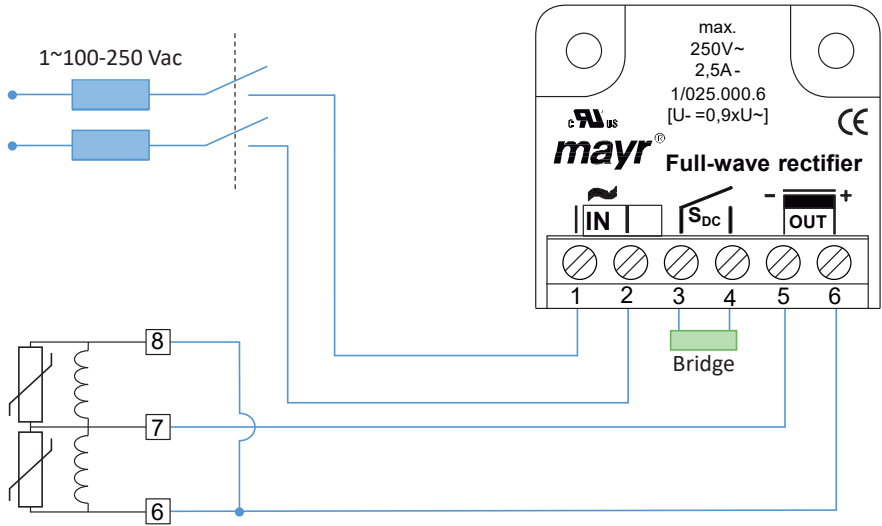 1~100-250 Vac
max.
250V~
2,5A-
1/025.000.6
[U- =0,9xU~]
c RU US
CE
mayr®
Full-wave rectifier
~
- +
IN
SDC
OUT
1 2 3 4 5 6
Bridge
8
7
6